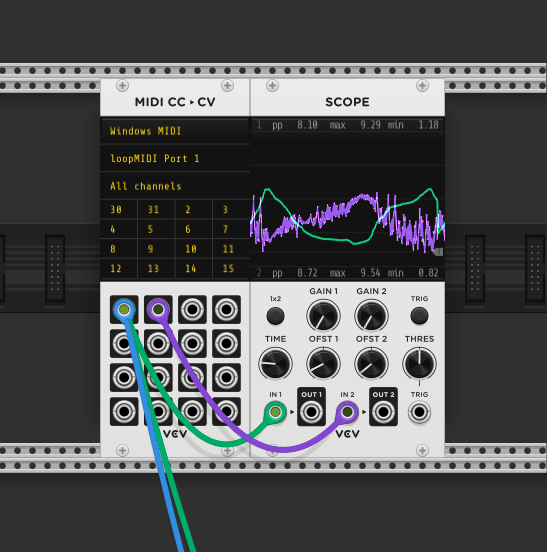 MIDI CC ▸ CV
SCOPE
Windows MIDI
loopMIDI Port 1
All channels
30 31 2 3
4 5 6 7
8 9 10 11
12 13 14 15
1 pp 8.10 max 9.29 min 1.18
2 pp 8.72 max 9.54 min 0.82
1x2 GAIN 1 GAIN 2 TRIG
TIME OFST 1 OFST 2 THRES
IN 1 OUT 1 IN 2 OUT 2 TRIG
VCV
VCV